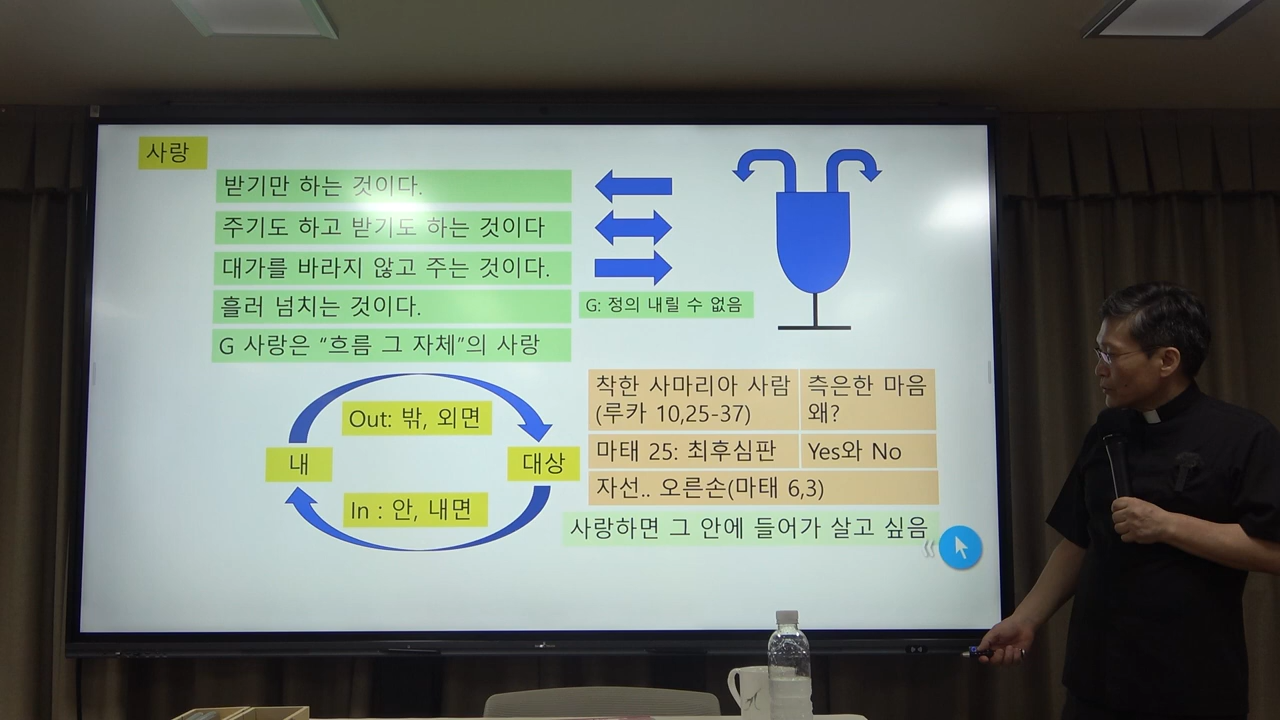 사랑
받기만 하는 것이다.
주기도 하고 받기도 하는 것이다
대가를 바라지 않고 주는 것이다.
흘러 넘치는 것이다.
G: 정의 내릴 수 없음
G 사랑은 "흐름 그 자체"의 사랑
Out: 밖, 외면
내
대상
In : 안, 내면
착한 사마리아 사람
(루카 10,25-37)
측은한 마음
왜?
마태 25: 최후심판
Yes와 No
자선.. 오른손(마태 6,3)
사랑하면 그 안에 들어가 살고 싶음